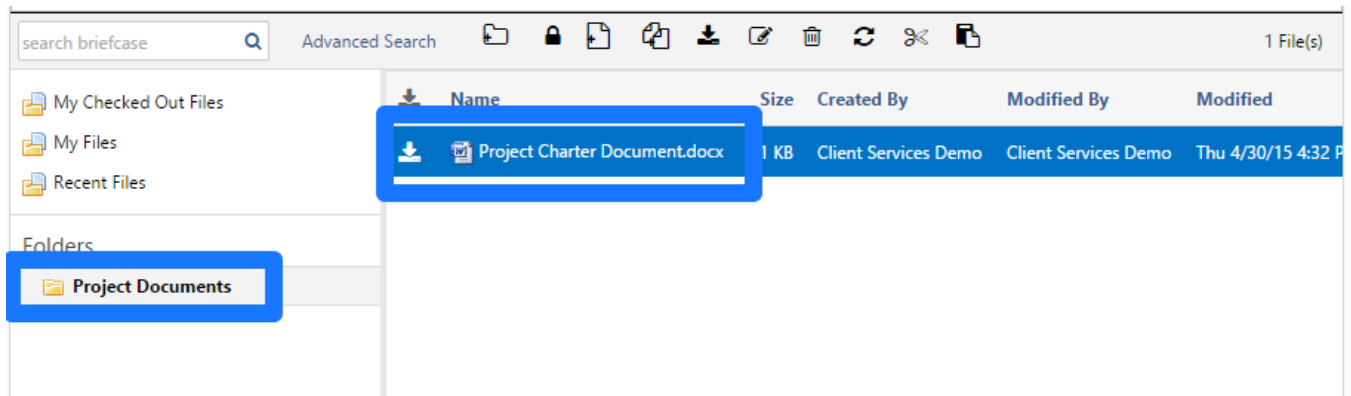 search briefcase Advanced Search 1 File(s)
My Checked Out Files
My Files
Recent Files
Folders
Project Documents
Name Size Created By Modified By Modified
Project Charter Document.docx 1 KB Client Services Demo Client Services Demo Thu 4/30/15 4:32 P